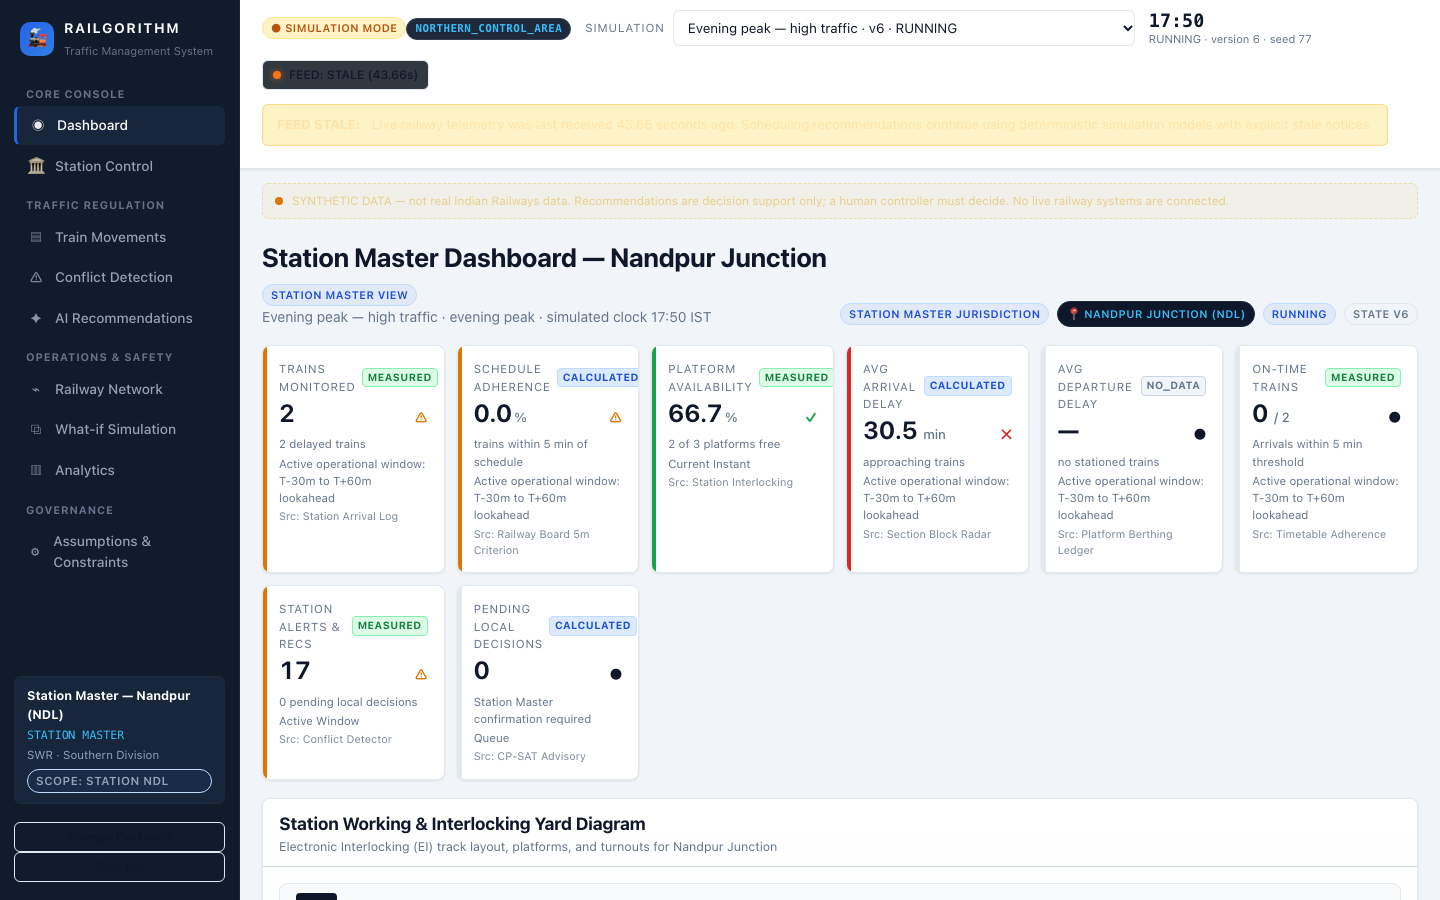 RAILGORITHM
Traffic Management System
CORE CONSOLE
Dashboard
Station Control
TRAFFIC REGULATION
Train Movements
Conflict Detection
AI Recommendations
OPERATIONS & SAFETY
Railway Network
What-if Simulation
Analytics
GOVERNANCE
Assumptions &
Constraints
Station Master — Nandpur
(NDL)
STATION MASTER
SWR · Southern Division
SCOPE: STATION NDL
SIMULATION MODE
NORTHERN_CONTROL_AREA
SIMULATION
Evening peak — high traffic · v6 · RUNNING
17:50
RUNNING · version 6 · seed 77
FEED: STALE (43.66s)
FEED STALE: Live railway telemetry was last received 43.66 seconds ago. Scheduling recommendations continue using deterministic simulation models with explicit stale notices.
SYNTHETIC DATA — not real Indian Railways data. Recommendations are decision support only; a human controller must decide. No live railway systems are connected.
Station Master Dashboard — Nandpur Junction
STATION MASTER VIEW
Evening peak — high traffic · evening peak · simulated clock 17:50 IST
STATION MASTER JURISDICTION
NANDPUR JUNCTION (NDL)
RUNNING
STATE V6
TRAINS
MONITORED
MEASURED
2
2 delayed trains
Active operational window:
T-30m to T+60m
lookahead
Src: Station Arrival Log
SCHEDULE
ADHERENCE
CALCULATED
0.0 %
trains within 5 min of
schedule
Active operational window:
T-30m to T+60m
lookahead
Src: Railway Board 5m
Criterion
PLATFORM
AVAILABILITY
MEASURED
66.7 %
2 of 3 platforms free
Current Instant
Src: Station Interlocking
AVG
ARRIVAL
DELAY
CALCULATED
30.5 min
approaching trains
Active operational window:
T-30m to T+60m
lookahead
Src: Section Block Radar
AVG
DEPARTURE
DELAY
NO_DATA
—
no stationed trains
Active operational window:
T-30m to T+60m
lookahead
Src: Platform Berthing
Ledger
ON-TIME
TRAINS
MEASURED
0 / 2
Arrivals within 5 min
threshold
Active operational window:
T-30m to T+60m
lookahead
Src: Timetable Adherence
STATION
ALERTS &
RECS
MEASURED
17
0 pending local decisions
Active Window
Src: Conflict Detector
PENDING
LOCAL
DECISIONS
CALCULATED
0
Station Master
confirmation required
Queue
Src: CP-SAT Advisory
Station Working & Interlocking Yard Diagram
Electronic Interlocking (EI) track layout, platforms, and turnouts for Nandpur Junction